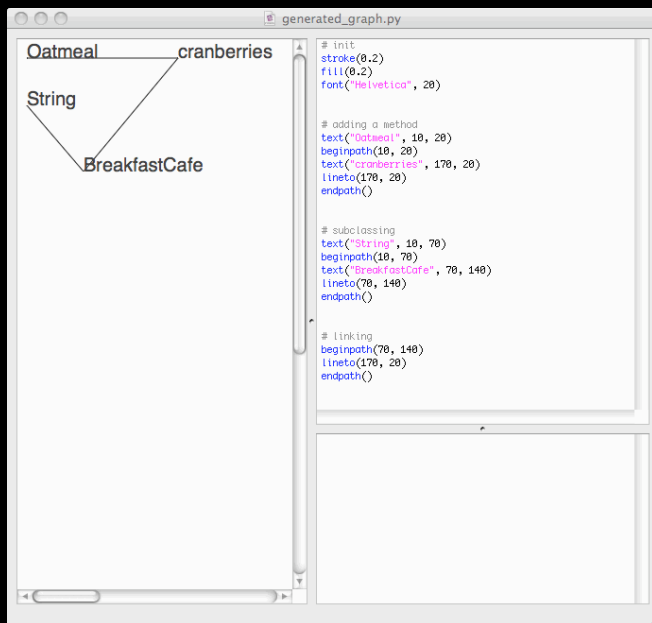 generated_graph.py
Oatmeal cranberries
String
BreakfastCafe
# init
stroke(0.2)
fill(0.2)
font("Helvetica", 20)
# adding a method
text("Oatmeal", 10, 20)
beginpath(10, 20)
text("cranberries", 170, 20)
lineto(170, 20)
endpath()
# subclassing
text("String", 10, 70)
beginpath(10, 70)
text("BreakfastCafe", 70, 140)
lineto(70, 140)
endpath()
# linking
beginpath(70, 140)
lineto(170, 20)
endpath()